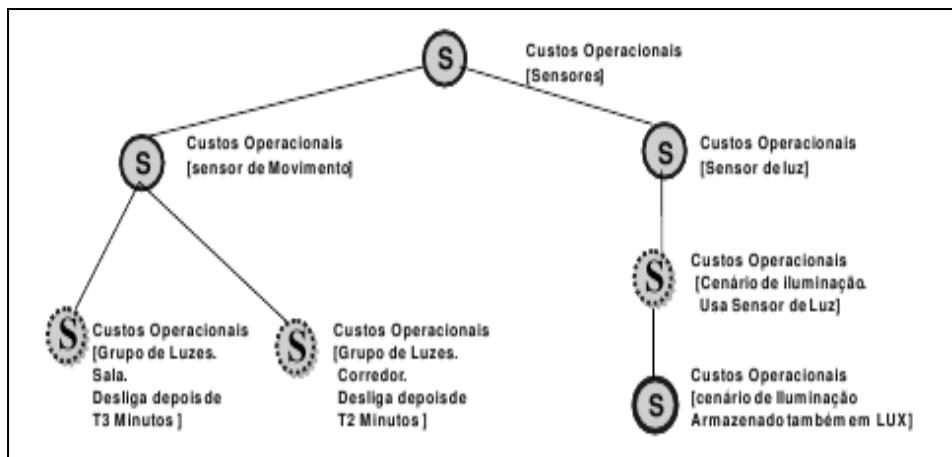 S
Custos Operacionais
[Sensores]
S
Custos Operacionais
[sensor de Movimento]
S
Custos Operacionais
[Sensor de luz]
S
Custos Operacionais
[Cenário de iluminação.
Usa Sensor de Luz]
S
Custos Operacionais
[Grupo de Luzes.
Sala.
Desliga depois de
T3 Minutos ]
S
Custos Operacionais
[Grupo de Luzes.
Corredor.
Desliga depois de
T2 Minutos ]
S
Custos Operacionais
[cenário de Iluminação
Armazenado também em LUX]